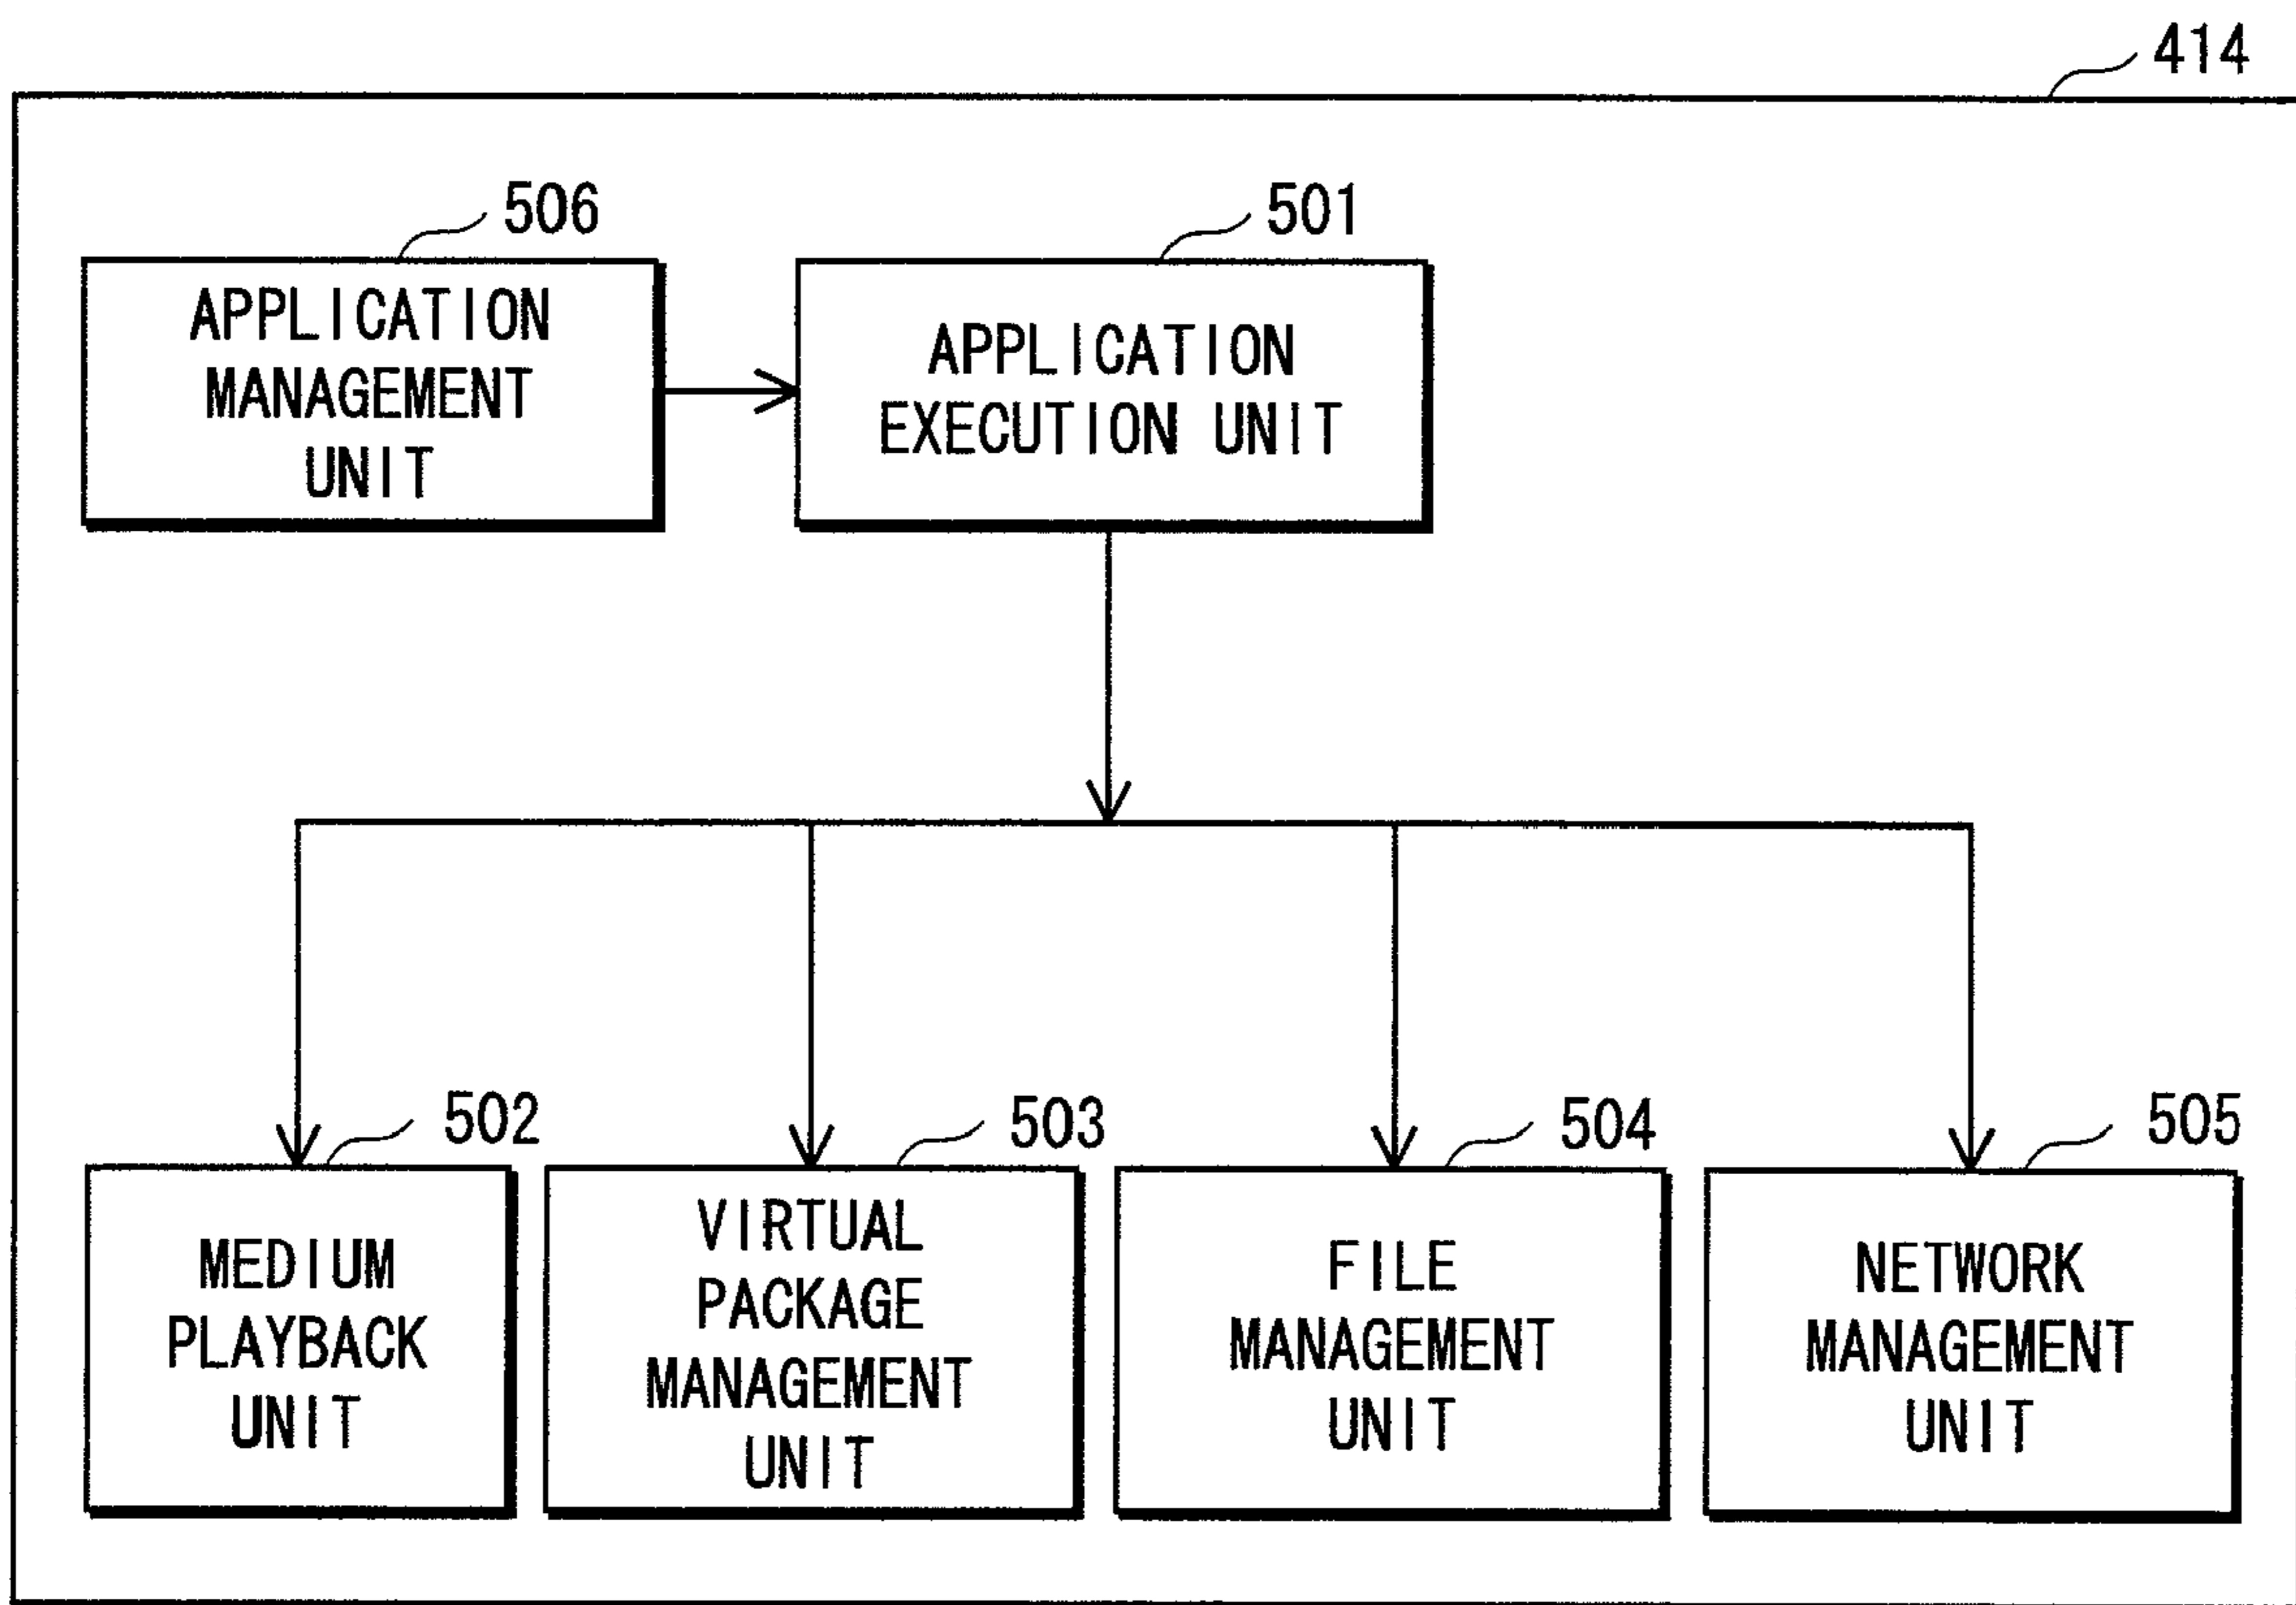 414
506
APPLICATION
MANAGEMENT
UNIT
501
APPLICATION
EXECUTION UNIT
502
MEDIUM
PLAYBACK
UNIT
503
VIRTUAL
PACKAGE
MANAGEMENT
UNIT
504
FILE
MANAGEMENT
UNIT
505
NETWORK
MANAGEMENT
UNIT